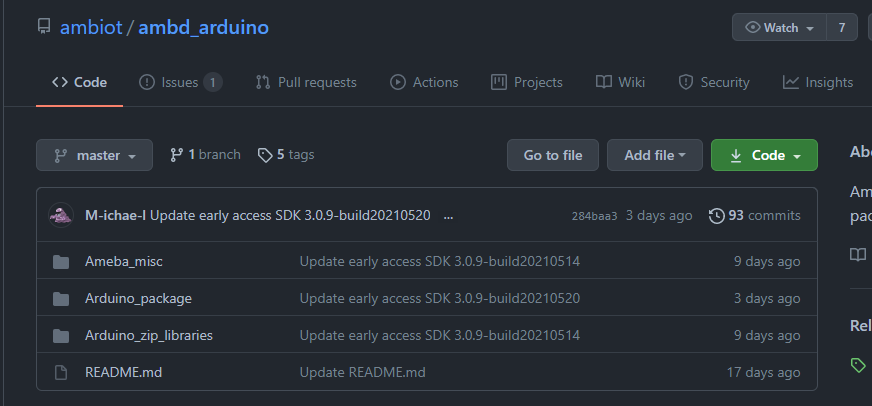 ambiot / ambd_arduino
Watch 7
Code Issues 1 Pull requests Actions Projects Wiki Security Insights
master 1 branch 5 tags Go to file Add file Code
M-ichae-l Update early access SDK 3.0.9-build20210520 ... 284baa3 3 days ago 93 commits
Ameba_misc Update early access SDK 3.0.9-build20210514 9 days ago
Arduino_package Update early access SDK 3.0.9-build20210520 3 days ago
Arduino_zip_libraries Update early access SDK 3.0.9-build20210514 9 days ago
README.md Update README.md 17 days ago